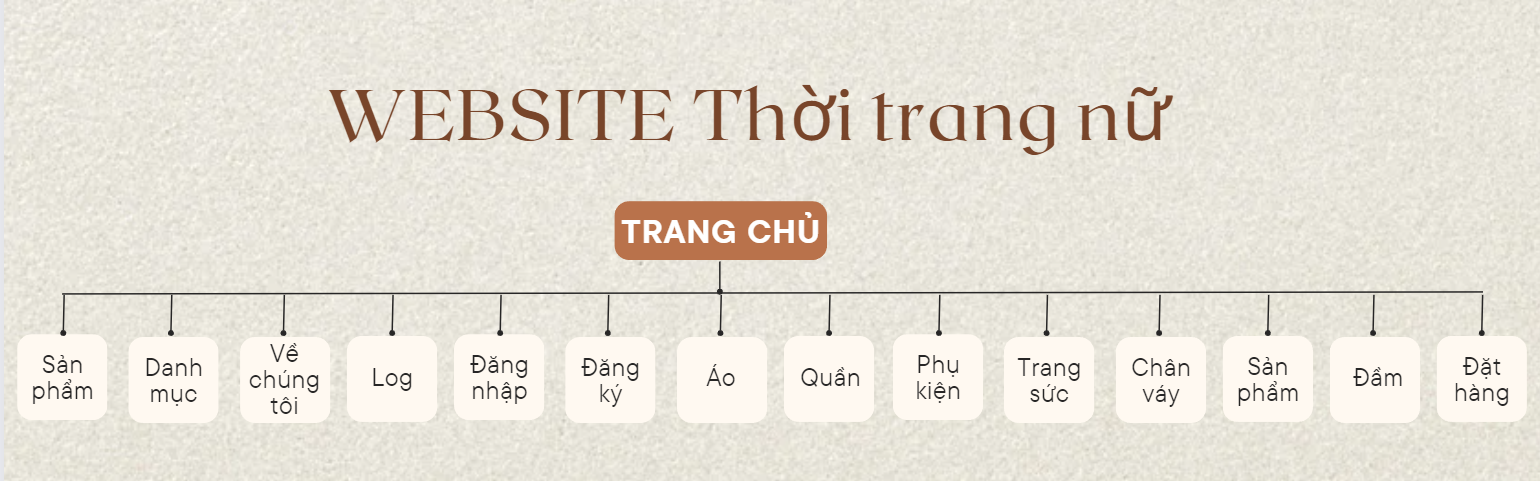 WEBSITE Thời trang nữ
TRANG CHỦ
Sản
phẩm
Danh
mục
Về
chúng
tôi
Log
Đăng
nhập
Đăng
ký
Áo
Quần
Phụ
kiện
Trang
sức
Chân
váy
Sản
phẩm
Đầm
Đặt
hàng